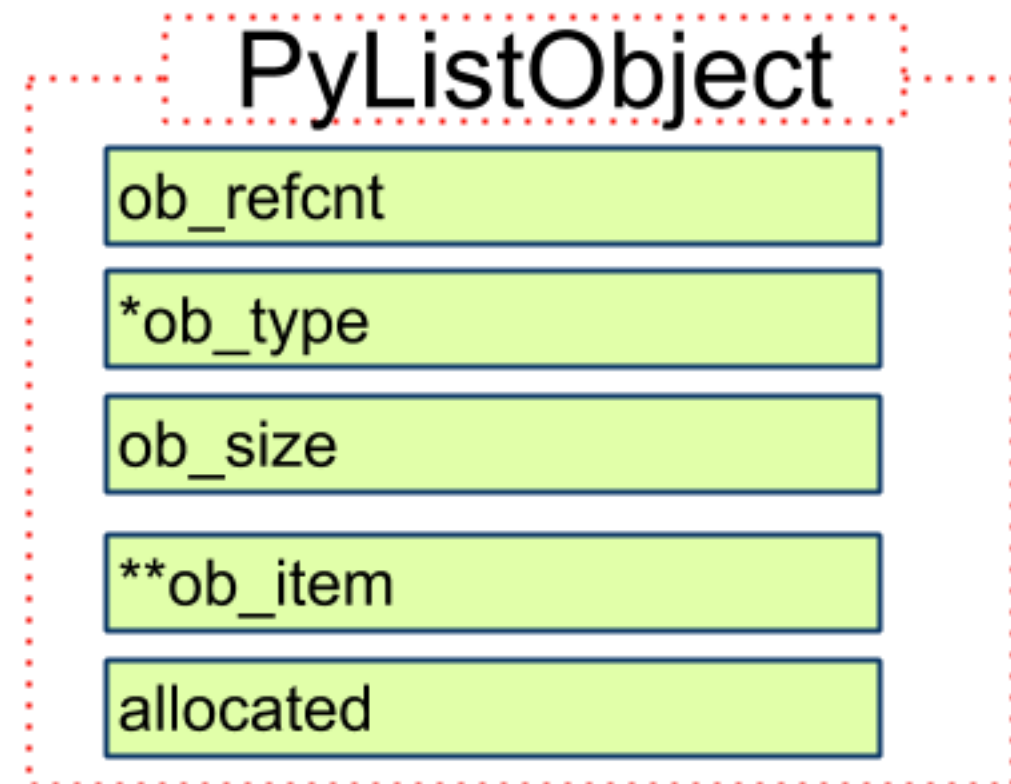 PyListObject
ob_refcnt
*ob_type
ob_size
**ob_item
allocated